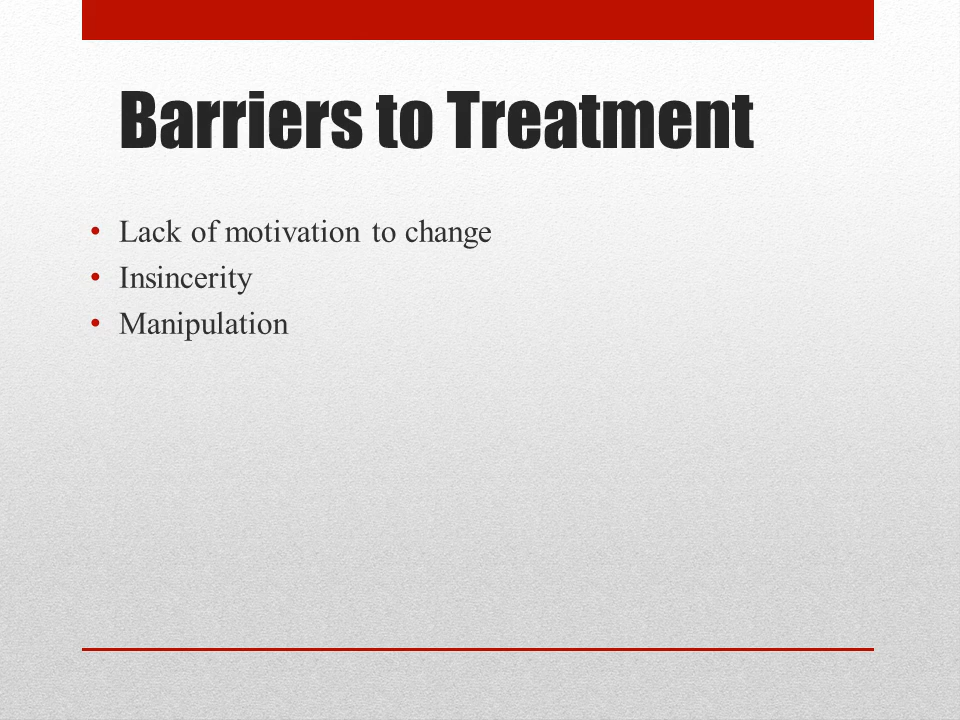 Barriers to Treatment
• Lack of motivation to change
• Insincerity
• Manipulation